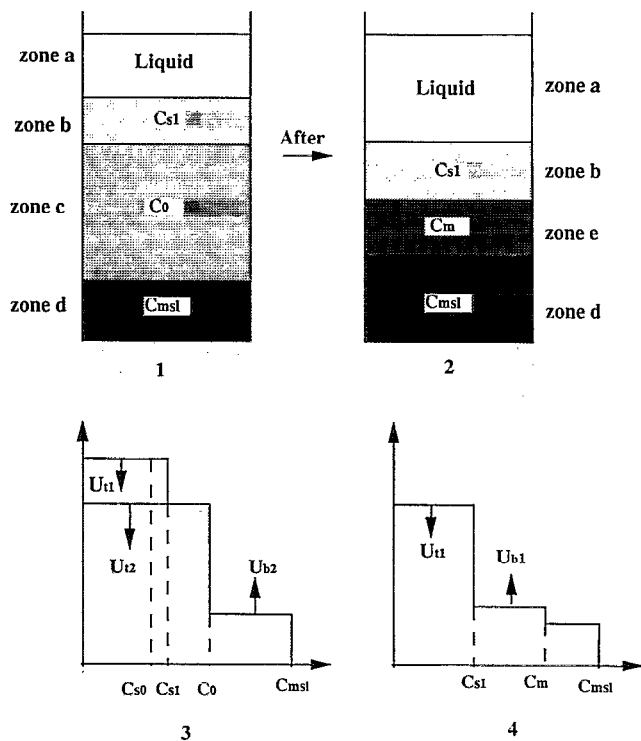 zone a
Liquid
zone b
Cs1
zone c
C0
zone d
Cmsl
1
After
Liquid
zone a
Cs1
zone b
Cm
zone e
Cmsl
zone d
2
Ut1
Ut2
Ub2
Cs0 Cs1 C0 Cmsl
3
Ut1
Ub1
Cs1 Cm Cmsl
4